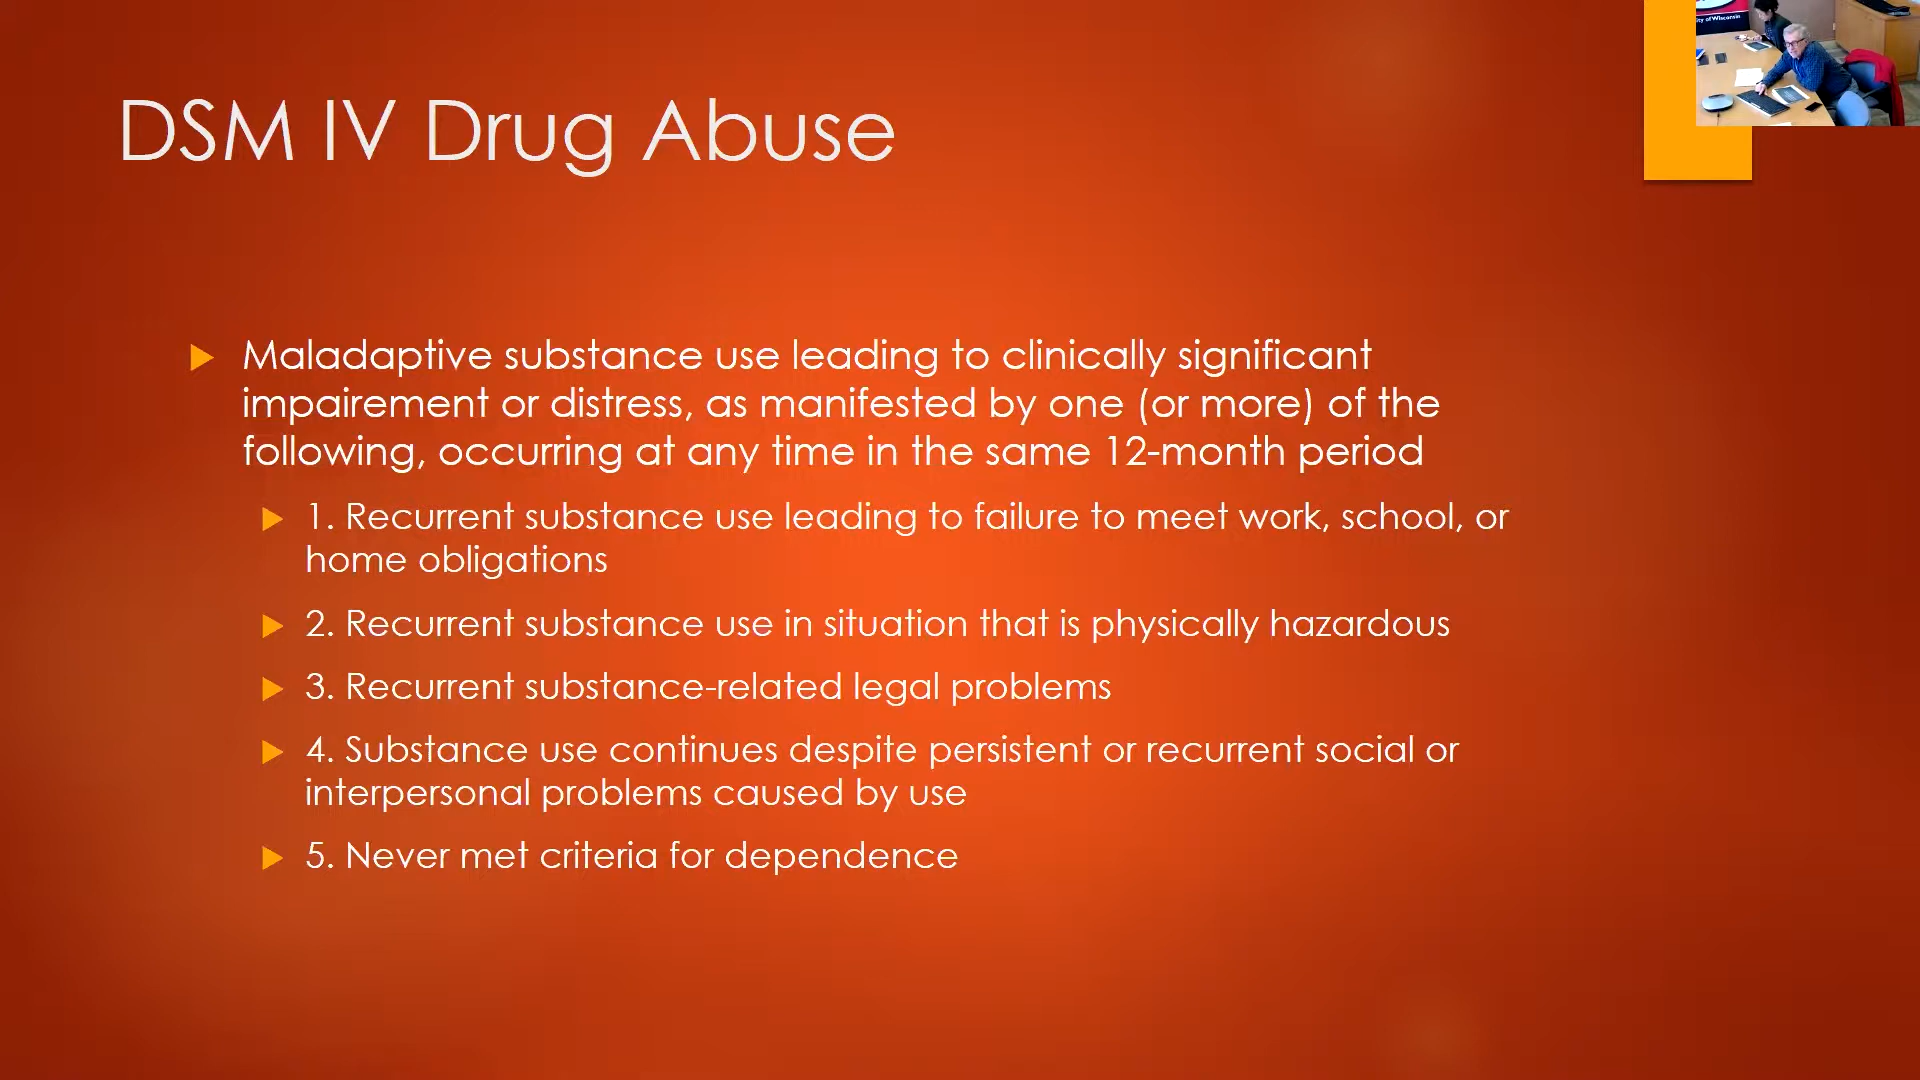 ity of Wisconsin
DSM IV Drug Abuse
Maladaptive substance use leading to clinically significant
impairement or distress, as manifested by one (or more) of the
following, occurring at any time in the same 12-month period
1. Recurrent substance use leading to failure to meet work, school, or
home obligations
2. Recurrent substance use in situation that is physically hazardous
3. Recurrent substance-related legal problems
4. Substance use continues despite persistent or recurrent social or
interpersonal problems caused by use
5. Never met criteria for dependence